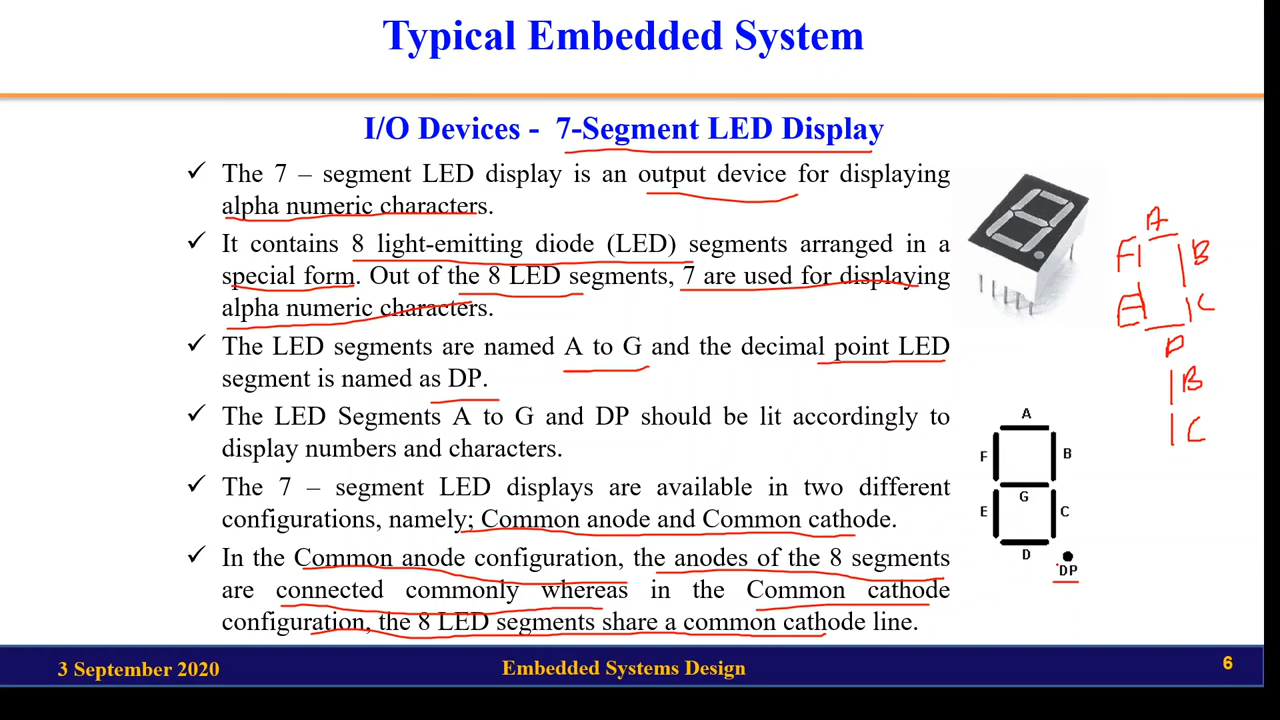 Typical Embedded System
I/O Devices - 7-Segment LED Display
✓ The 7 – segment LED display is an output device for displaying
alpha numeric characters.
✓ It contains 8 light-emitting diode (LED) segments arranged in a
special form. Out of the 8 LED segments, 7 are used for displaying
alpha numeric characters.
✓ The LED segments are named A to G and the decimal point LED
segment is named as DP.
✓ The LED Segments A to G and DP should be lit accordingly to
display numbers and characters.
✓ The 7 – segment LED displays are available in two different
configurations, namely; Common anode and Common cathode.
✓ In the Common anode configuration, the anodes of the 8 segments
are connected commonly whereas in the Common cathode
configuration, the 8 LED segments share a common cathode line.
A
F B
E C
D
B
C
A
F B
G
E C
D
DP
3 September 2020
Embedded Systems Design
6